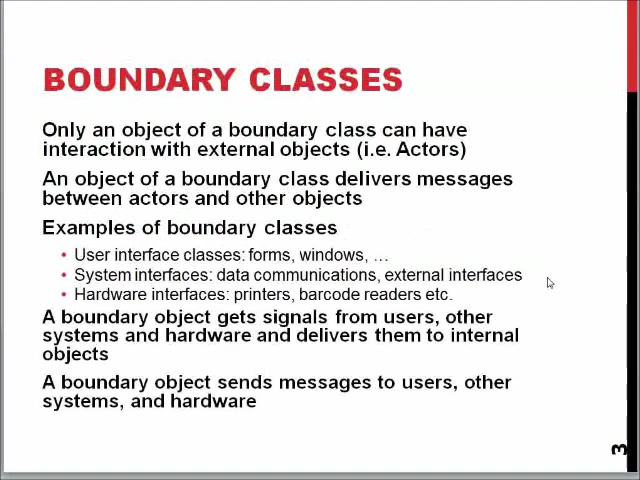 BOUNDARY CLASSES
Only an object of a boundary class can have
interaction with external objects (i.e. Actors)
An object of a boundary class delivers messages
between actors and other objects
Examples of boundary classes
• User interface classes: forms, windows, …
• System interfaces: data communications, external interfaces
• Hardware interfaces: printers, barcode readers etc.
A boundary object gets signals from users, other
systems and hardware and delivers them to internal
objects
A boundary object sends messages to users, other
systems, and hardware
3